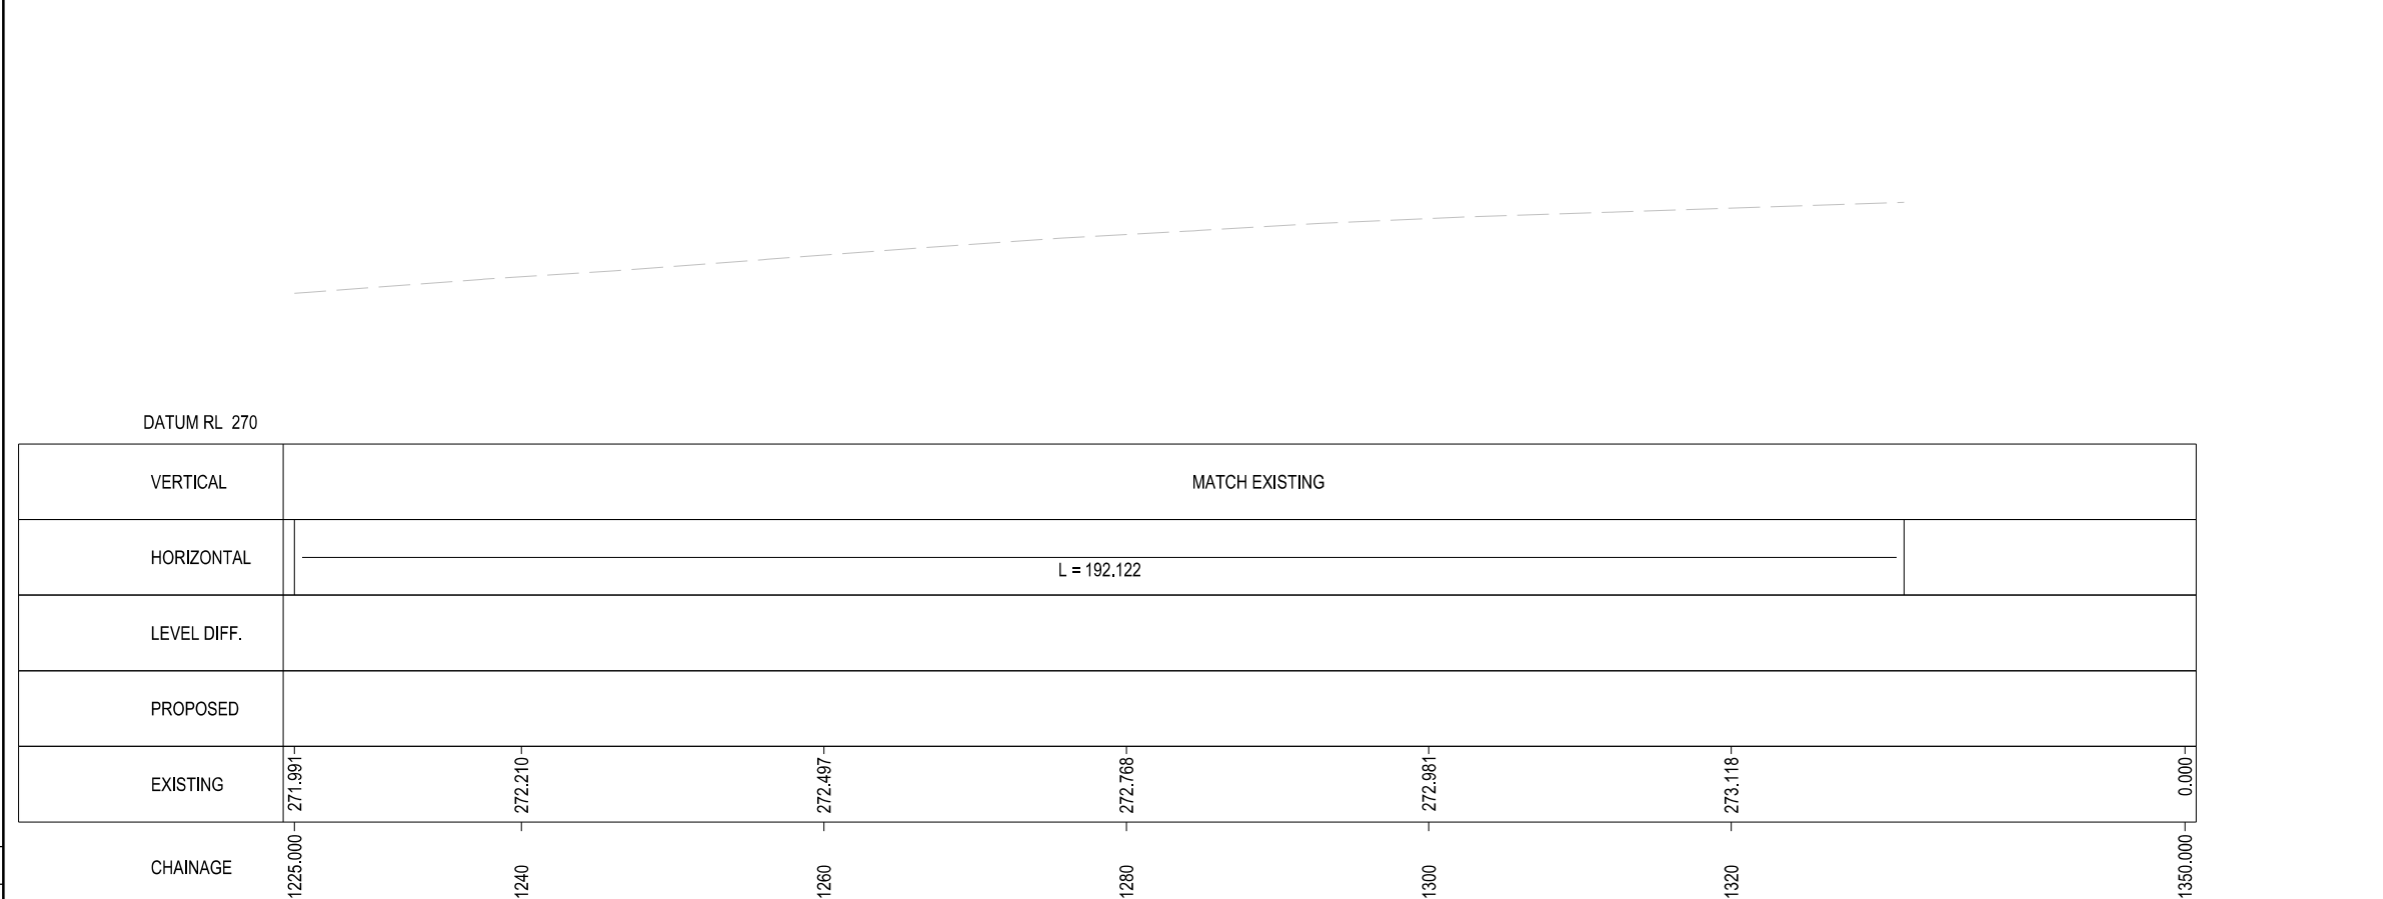 DATUM RL 270
VERTICAL MATCH EXISTING
HORIZONTAL L = 192.122
LEVEL DIFF.
PROPOSED
EXISTING 271.991 272.210 272.497 272.768 272.981 273.118 0.000
CHAINAGE 1225.000 1240 1260 1280 1300 1320 1350.000